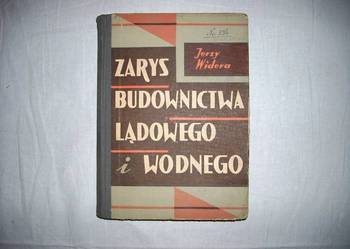 Jerzy
Widera
ZARYS
BUDOWNICTWA
LĄDOWEGO
i WODNEGO